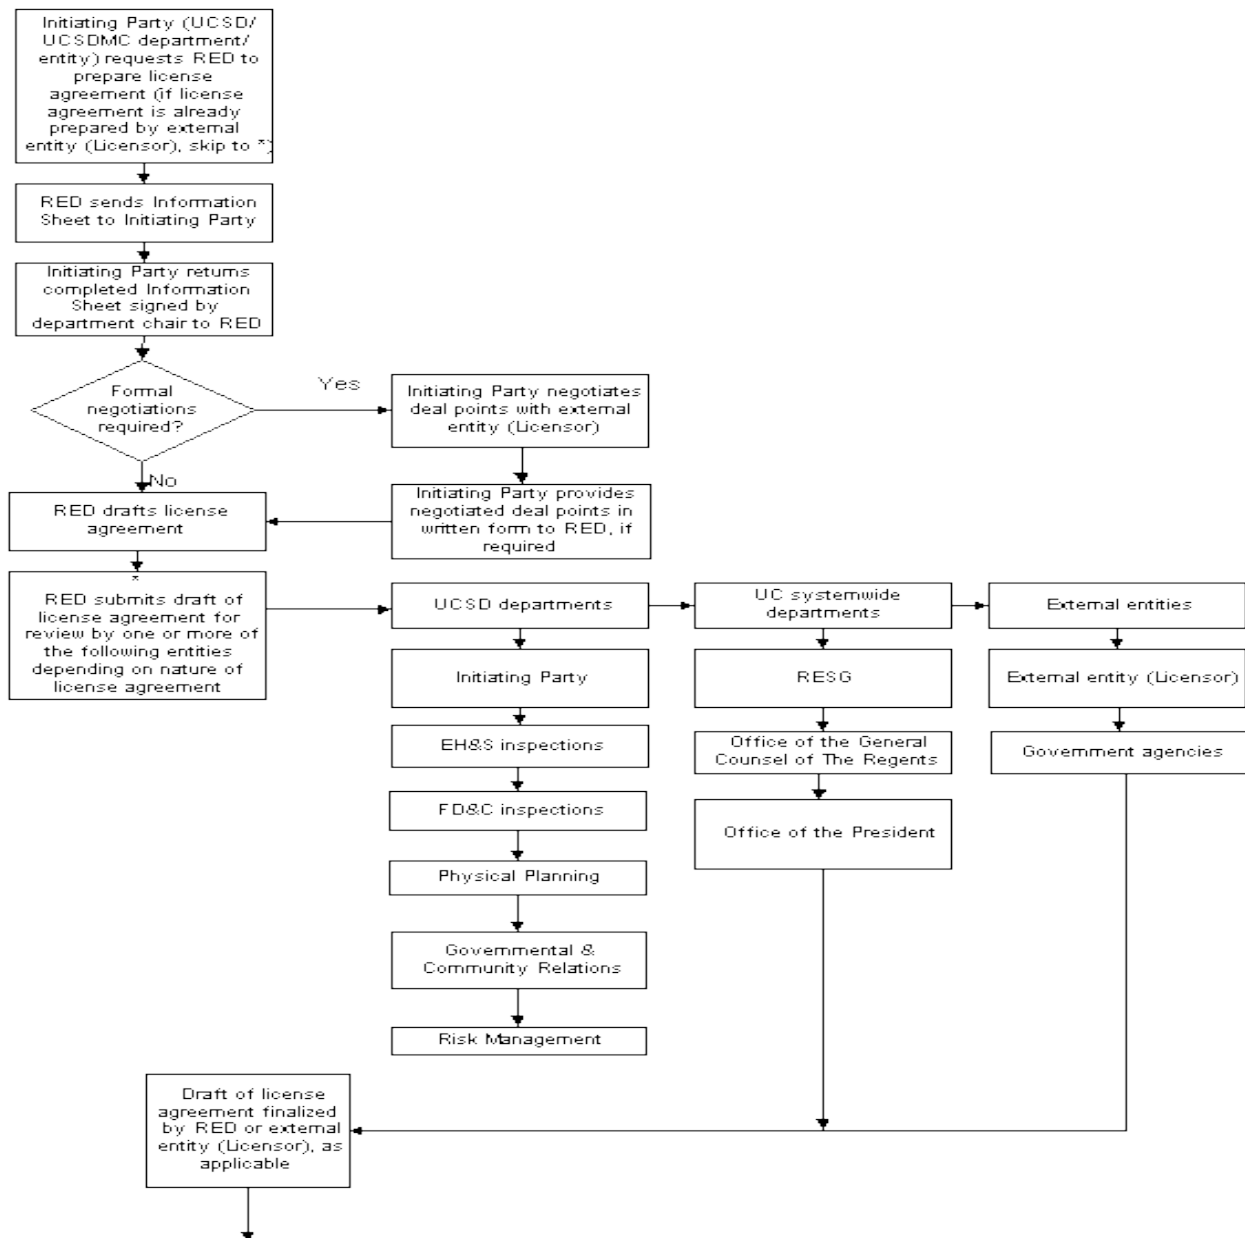 Initiating Party (UCSD/
UCSDMC department/
entity) requests RED to
prepare license
agreement (if license
agreement is already
prepared by external
entity (Licensor), skip to *)
RED sends Information
Sheet to Initiating Party
Initiating Party returns
completed Information
Sheet signed by
department chair to RED
Formal
negotiations
required?
Yes
Initiating Party negotiates
deal points with external
entity (Licensor)
No
Initiating Party provides
negotiated deal points in
written form to RED, if
required
RED drafts license
agreement
*
RED submits draft of
license agreement for
review by one or more of
the following entities
depending on nature of
license agreement
UCSD departments
UC systemwide
departments
External entities
Initiating Party
RESG
External entity (Licensor)
EH&S inspections
Office of the General
Counsel of The Regents
Government agencies
FD&C inspections
Office of the President
Physical Planning
Governmental &
Community Relations
Risk Management
Draft of license
agreement finalized
by RED or external
entity (Licensor), as
applicable